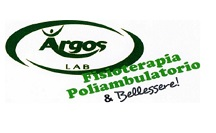 Argos
LAB
Fisioterapia
Poliambulatorio
& Bellessere!